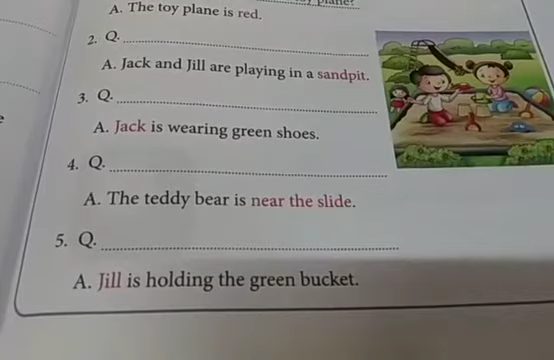 plane?
A. The toy plane is red.
2. Q.
A. Jack and Jill are playing in a sandpit.
3. Q.
A. Jack is wearing green shoes.
4. Q.
A. The teddy bear is near the slide.
5. Q.
A. Jill is holding the green bucket.